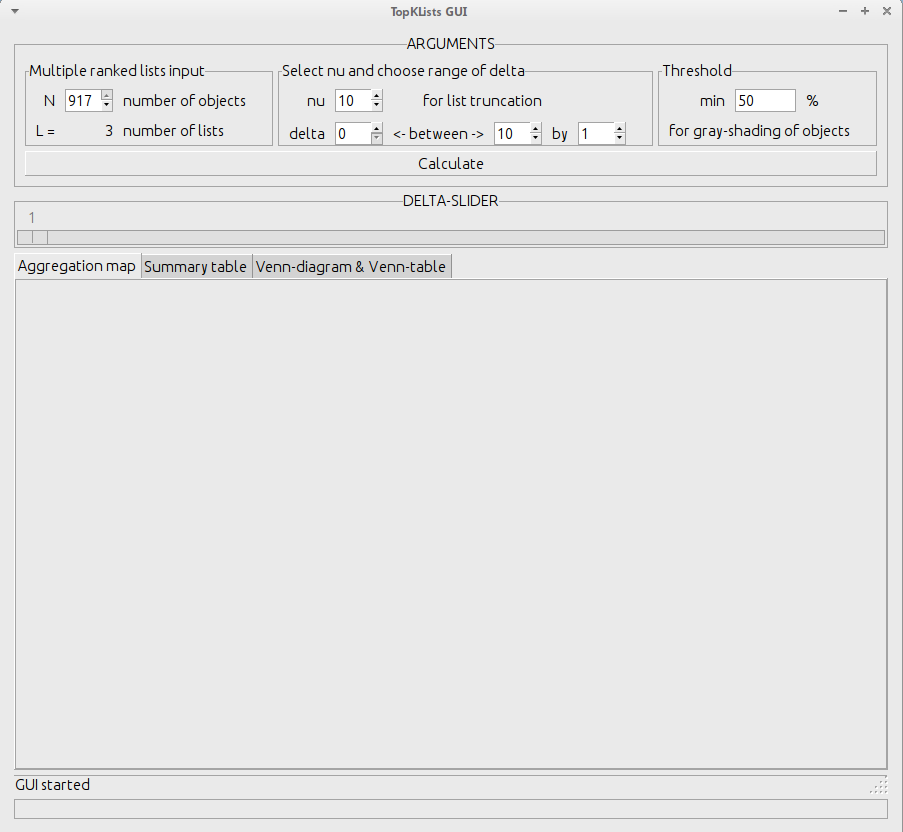 TopKLists GUI
ARGUMENTS
Multiple ranked lists input
N 917 number of objects
L = 3 number of lists
Select nu and choose range of delta
nu 10 for list truncation
delta 0 <- between -> 10 by 1
Threshold
min 50 %
for gray-shading of objects
Calculate
DELTA-SLIDER
1
Aggregation map Summary table Venn-diagram & Venn-table
GUI started